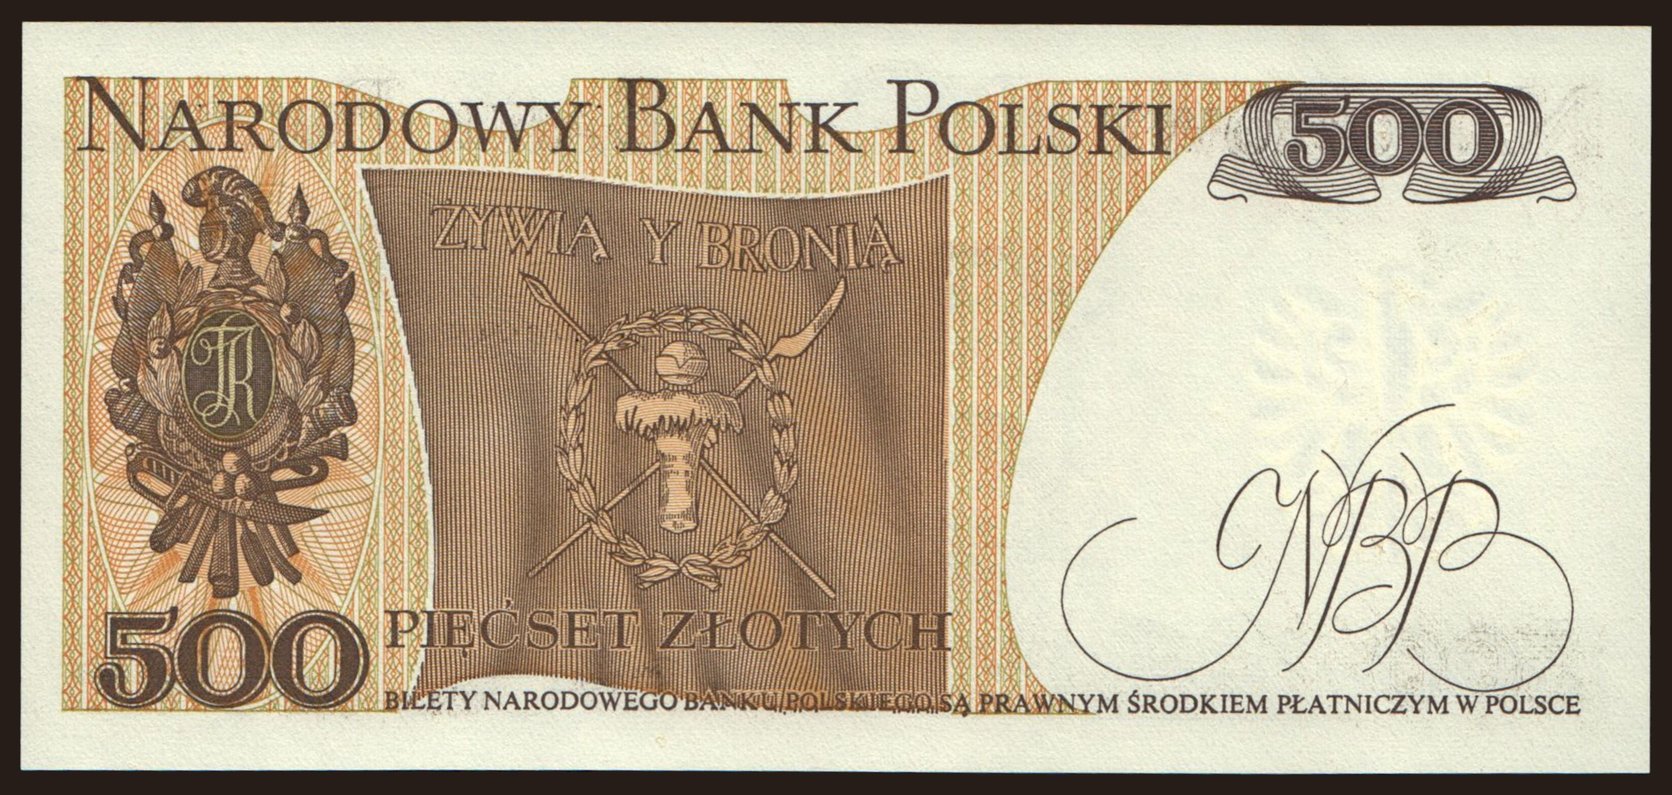 NARODOWY BANK POLSKI
500
ŻYWIĄ Y BRONIĄ
TK
NBP
500
PIĘĆSET ZŁOTYCH
BILETY NARODOWEGO BANKU POLSKIEGO SĄ PRAWNYM ŚRODKIEM PŁATNICZYM W POLSCE